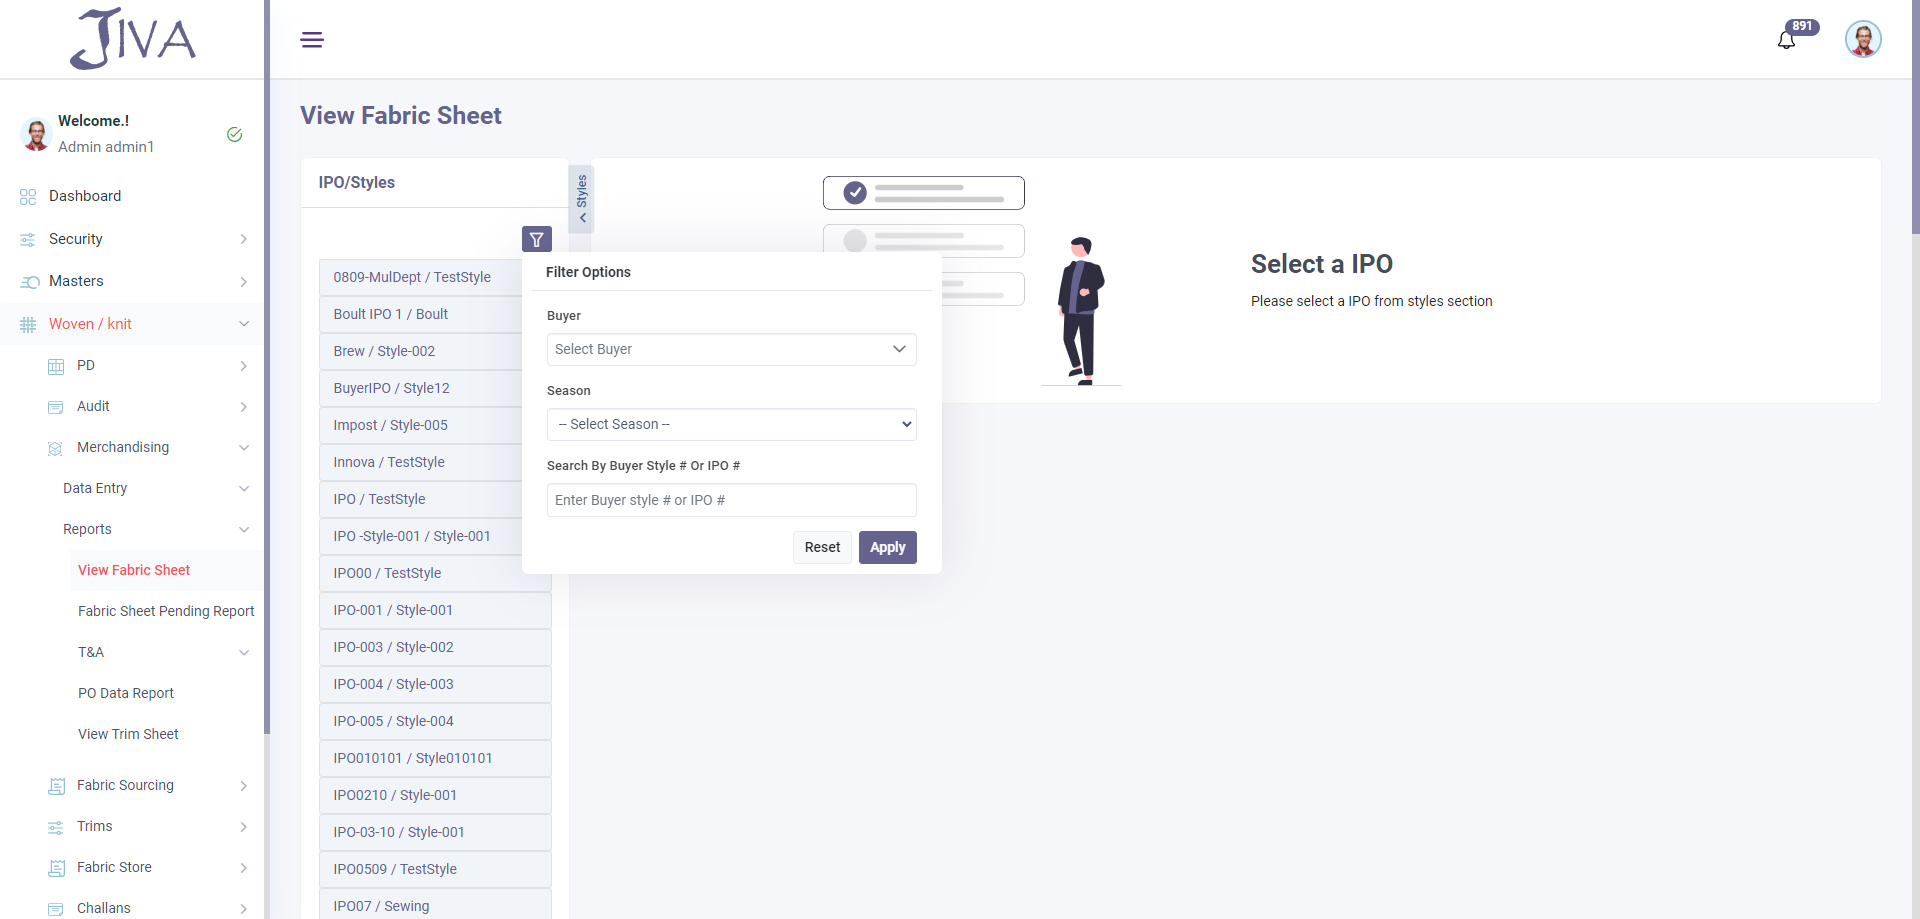 JIVA
891
Welcome.!
Admin admin1
Dashboard
Security
Masters
Woven / knit
PD
Audit
Merchandising
Data Entry
Reports
View Fabric Sheet
Fabric Sheet Pending Report
T&A
PO Data Report
View Trim Sheet
Fabric Sourcing
Trims
Fabric Store
Challans
View Fabric Sheet
IPO/Styles
Styles
0809-MulDept / TestStyle
Boult IPO 1 / Boult
Brew / Style-002
BuyerIPO / Style12
Impost / Style-005
Innova / TestStyle
IPO / TestStyle
IPO -Style-001 / Style-001
IPO00 / TestStyle
IPO-001 / Style-001
IPO-003 / Style-002
IPO-004 / Style-003
IPO-005 / Style-004
IPO010101 / Style010101
IPO0210 / Style-001
IPO-03-10 / Style-001
IPO0509 / TestStyle
IPO07 / Sewing
Filter Options
Buyer
Select Buyer
Season
-- Select Season --
Search By Buyer Style # Or IPO #
Enter Buyer style # or IPO #
Reset
Apply
Select a IPO
Please select a IPO from styles section